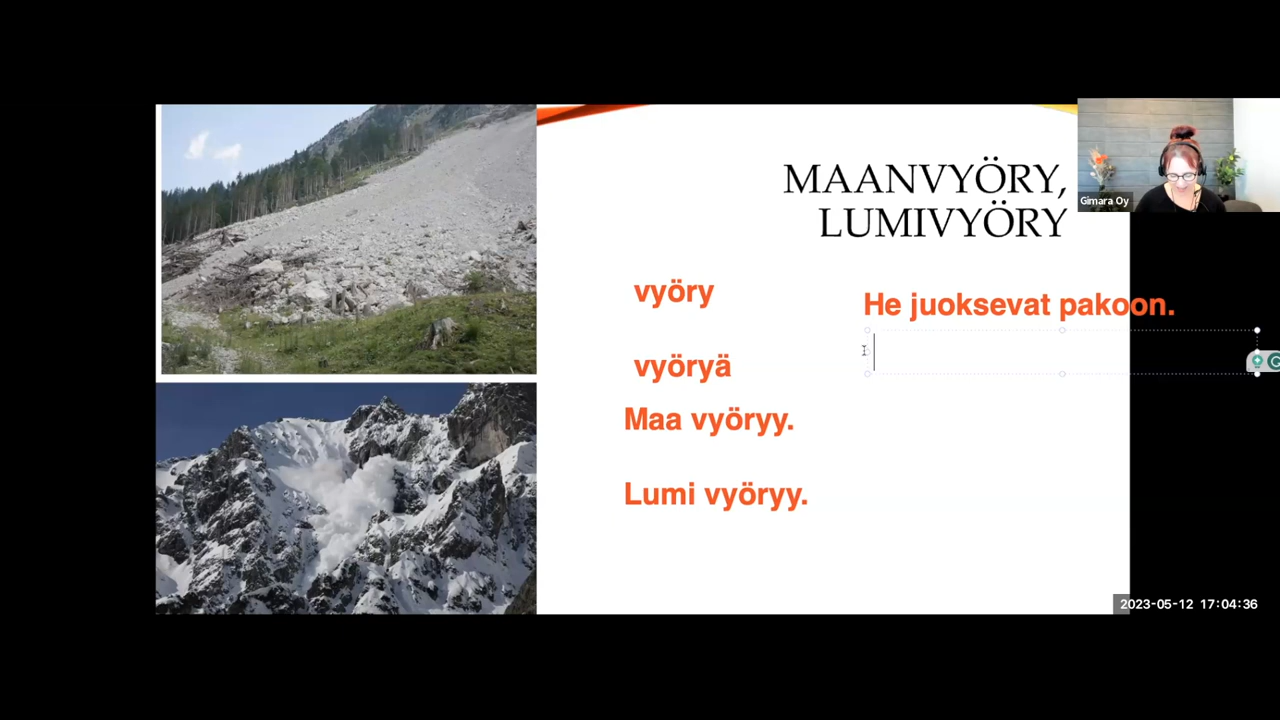 MAANVYÖRY,
LUMIVYÖRY
Gimara Oy
vyöry
He juoksevat pakoon.
vyöryä
Maa vyöryy.
Lumi vyöryy.
2023-05-12 17:04:36